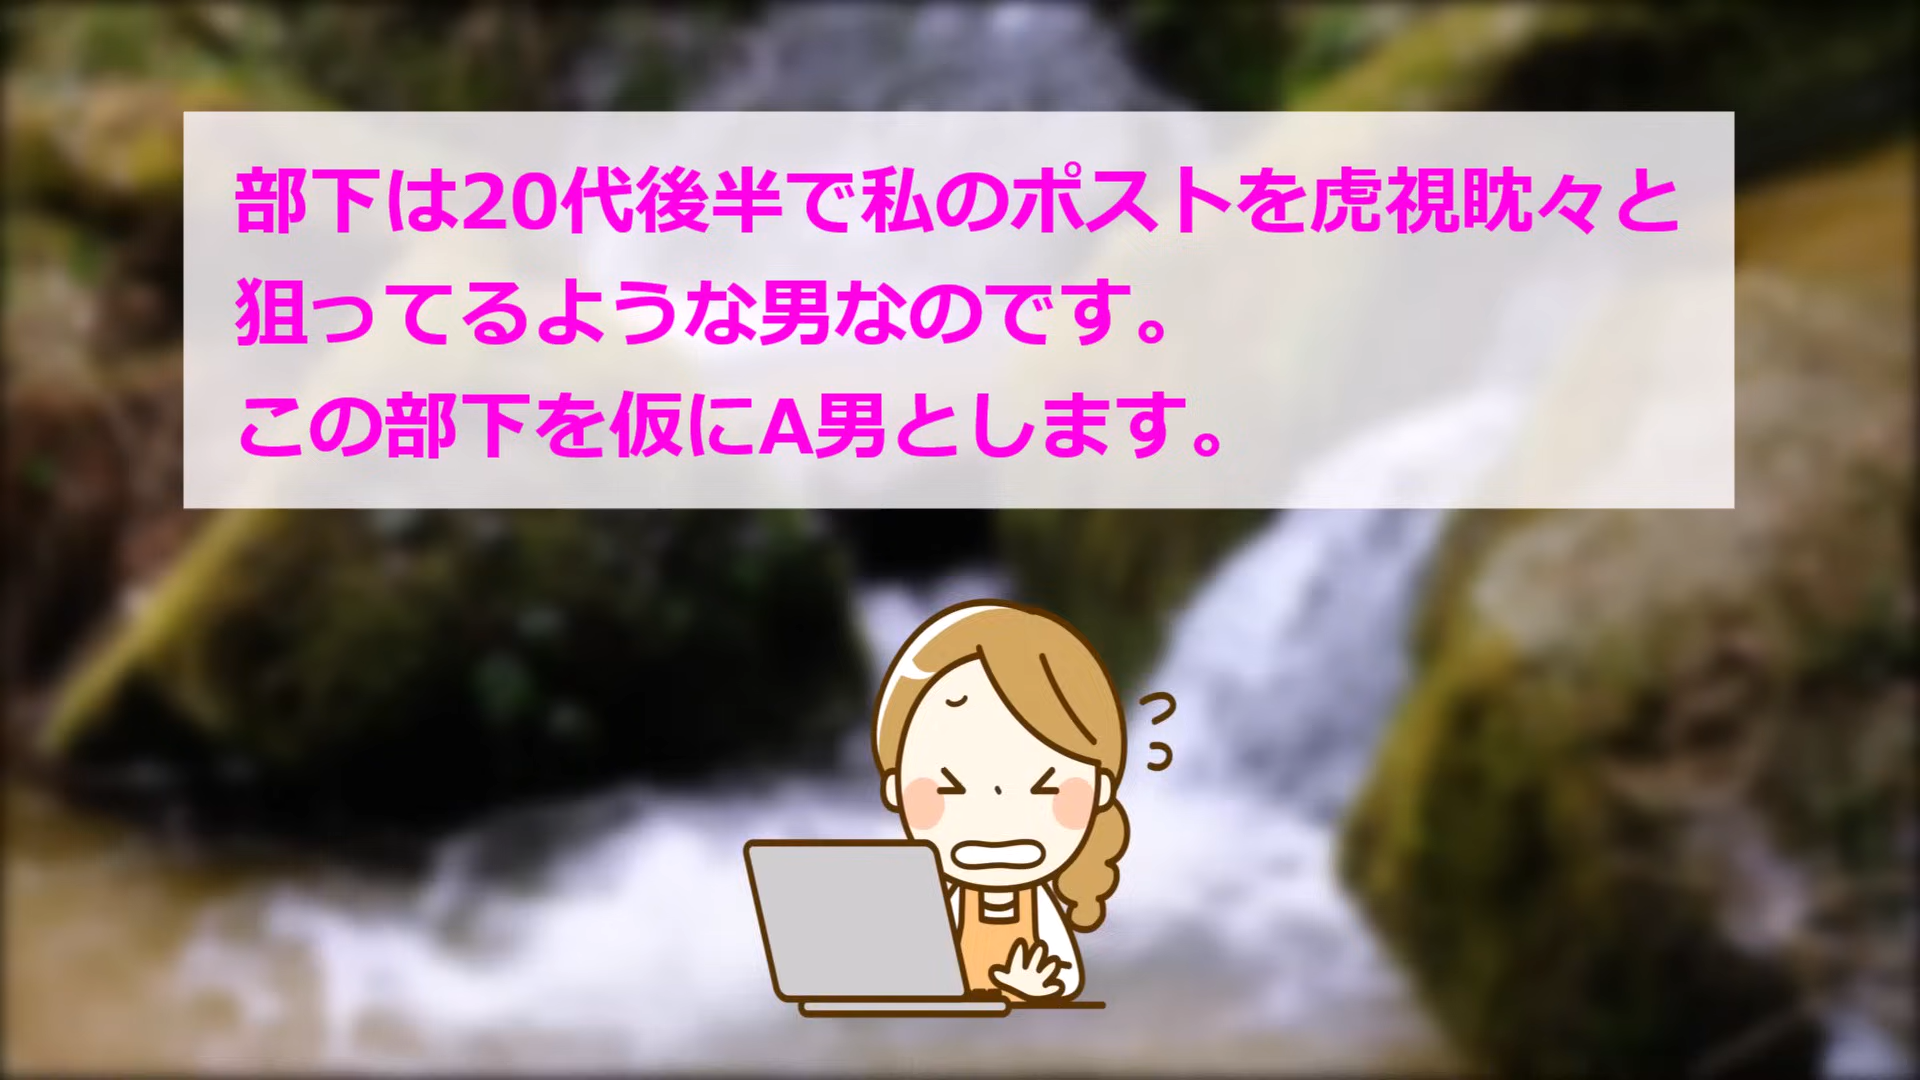 部下は20代後半で私のポストを虎視眈々と
狙ってるような男なのです。
この部下を仮にA男とします。